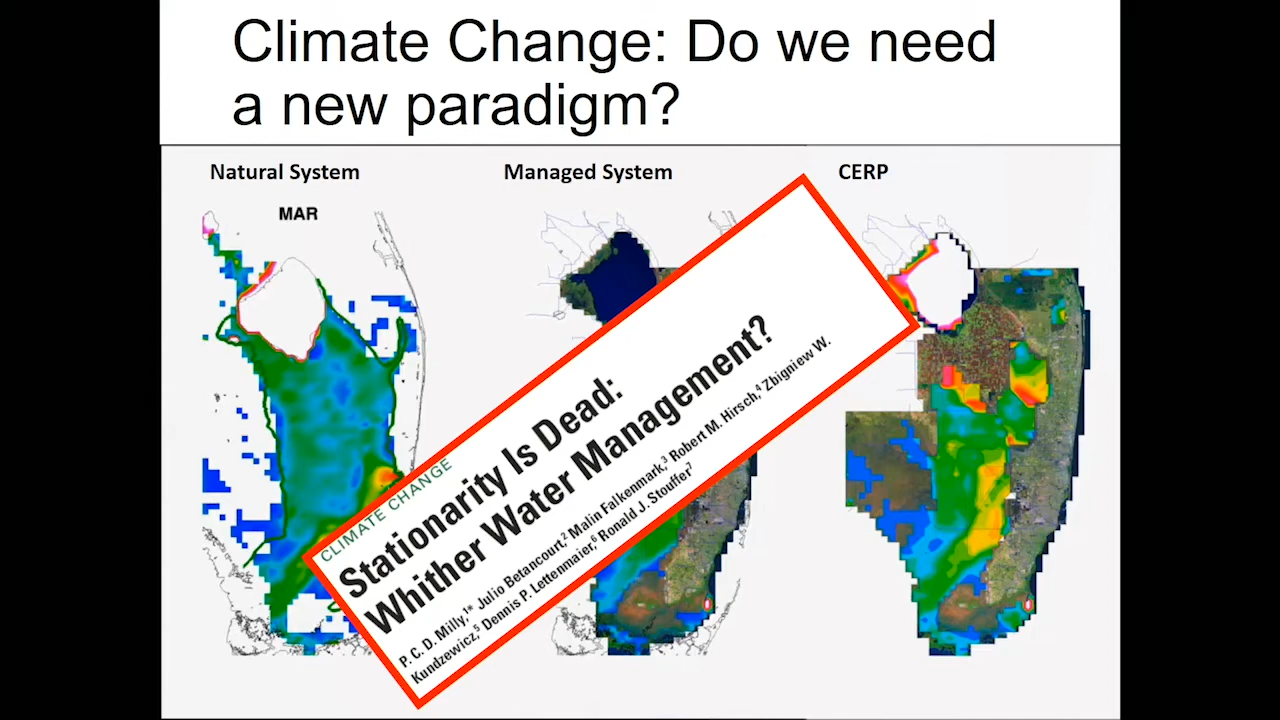 Climate Change: Do we need
a new paradigm?
Natural System
Managed System
CERP
MAR
CLIMATE CHANGE
Stationarity Is Dead:
Whither Water Management?
P. C. D. Milly,¹* Julio Betancourt,² Malin Falkenmark,³ Robert M. Hirsch,⁴ Zbigniew W.
Kundzewicz,⁵ Dennis P. Lettenmaier,⁶ Ronald J. Stouffer⁷